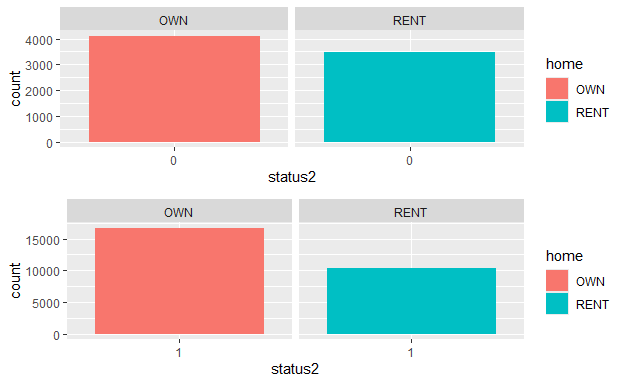 OWN RENT
4000
3000
2000
1000
0
count
0 0
status2
home
OWN
RENT
OWN RENT
15000
10000
5000
0
count
1 1
status2
home
OWN
RENT